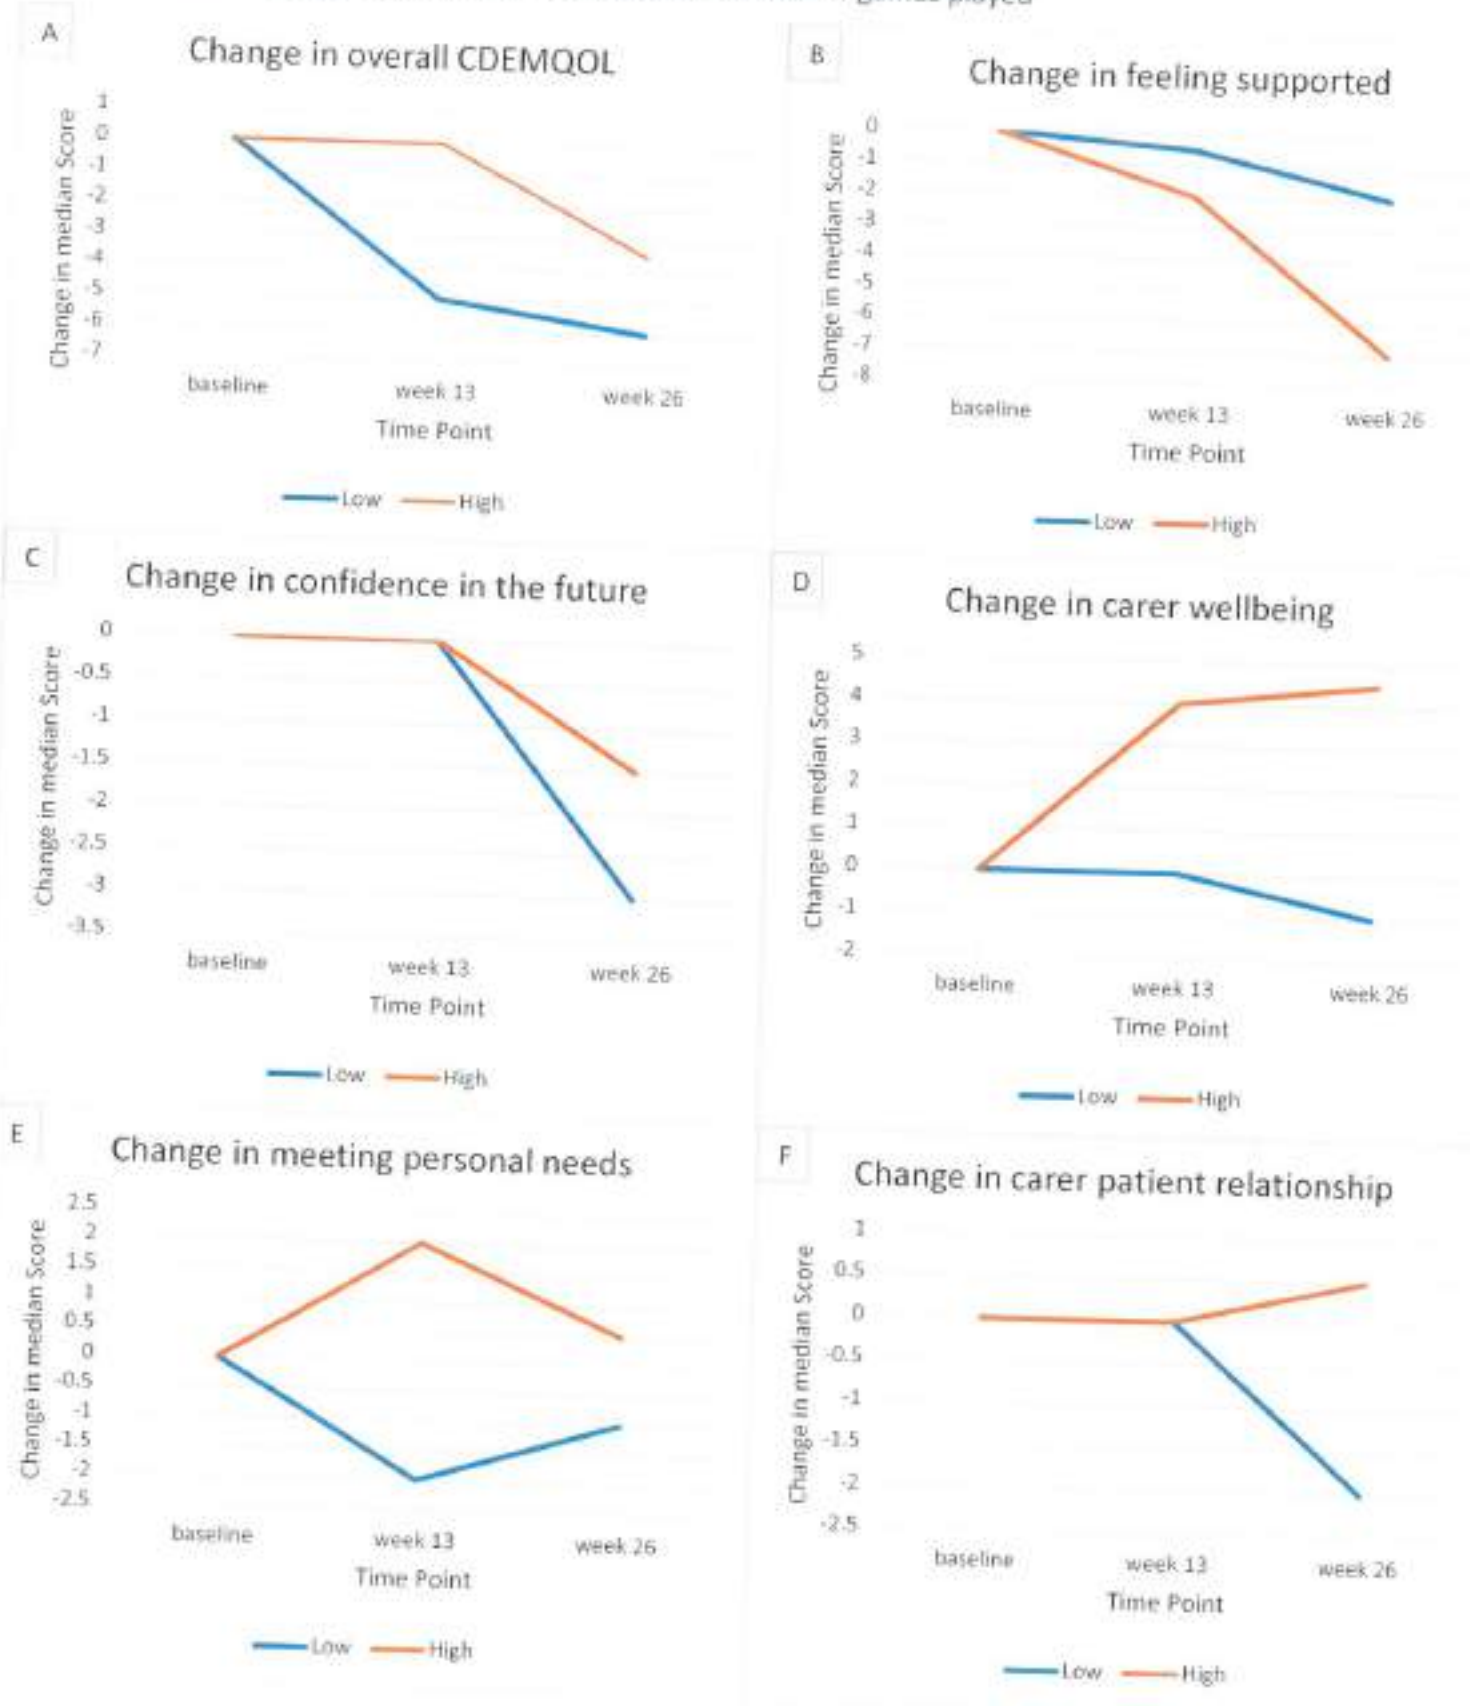 games played
A
Change in overall CDEMQOL
Change in median Score
1
0
-1
-2
-3
-4
-5
-6
-7
baseline
week 13
week 26
Time Point
Low
High
B
Change in feeling supported
Change in median Score
0
-1
-2
-3
-4
-5
-6
-7
-8
baseline
week 13
week 26
Time Point
Low
High
C
Change in confidence in the future
Change in median Score
0
-0.5
-1
-1.5
-2
-2.5
-3
-3.5
baseline
week 13
week 26
Time Point
Low
High
D
Change in carer wellbeing
Change in median Score
5
4
3
2
1
0
-1
-2
baseline
week 13
week 26
Time Point
Low
High
E
Change in meeting personal needs
Change in median Score
2.5
2
1.5
1
0.5
0
-0.5
-1
-1.5
-2
-2.5
baseline
week 13
week 26
Time Point
Low
High
F
Change in carer patient relationship
Change in median Score
1
0.5
0
-0.5
-1
-1.5
-2
-2.5
baseline
week 13
week 26
Time Point
Low
High